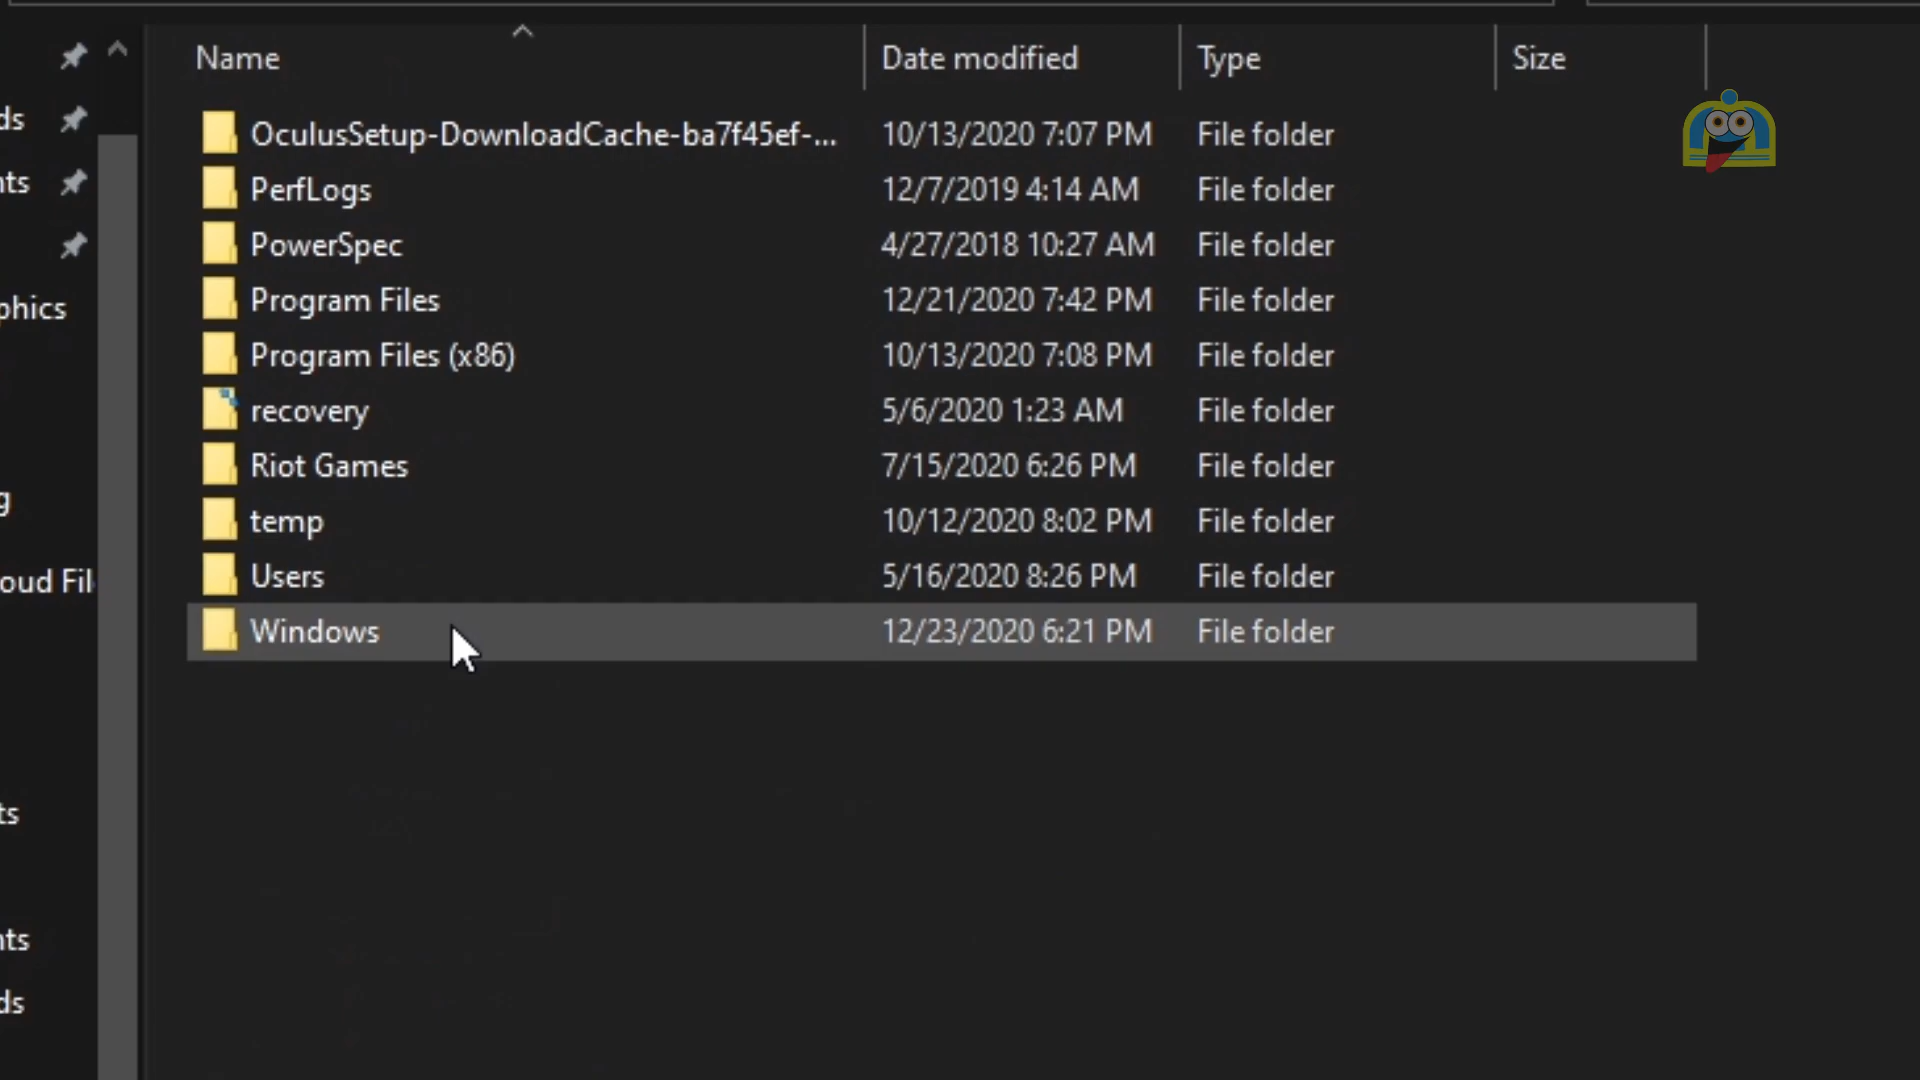 Name Date modified Type Size
OculusSetup-DownloadCache-ba7f45ef-... 10/13/2020 7:07 PM File folder
PerfLogs 12/7/2019 4:14 AM File folder
PowerSpec 4/27/2018 10:27 AM File folder
Program Files 12/21/2020 7:42 PM File folder
Program Files (x86) 10/13/2020 7:08 PM File folder
recovery 5/6/2020 1:23 AM File folder
Riot Games 7/15/2020 6:26 PM File folder
temp 10/12/2020 8:02 PM File folder
Users 5/16/2020 8:26 PM File folder
Windows 12/23/2020 6:21 PM File folder